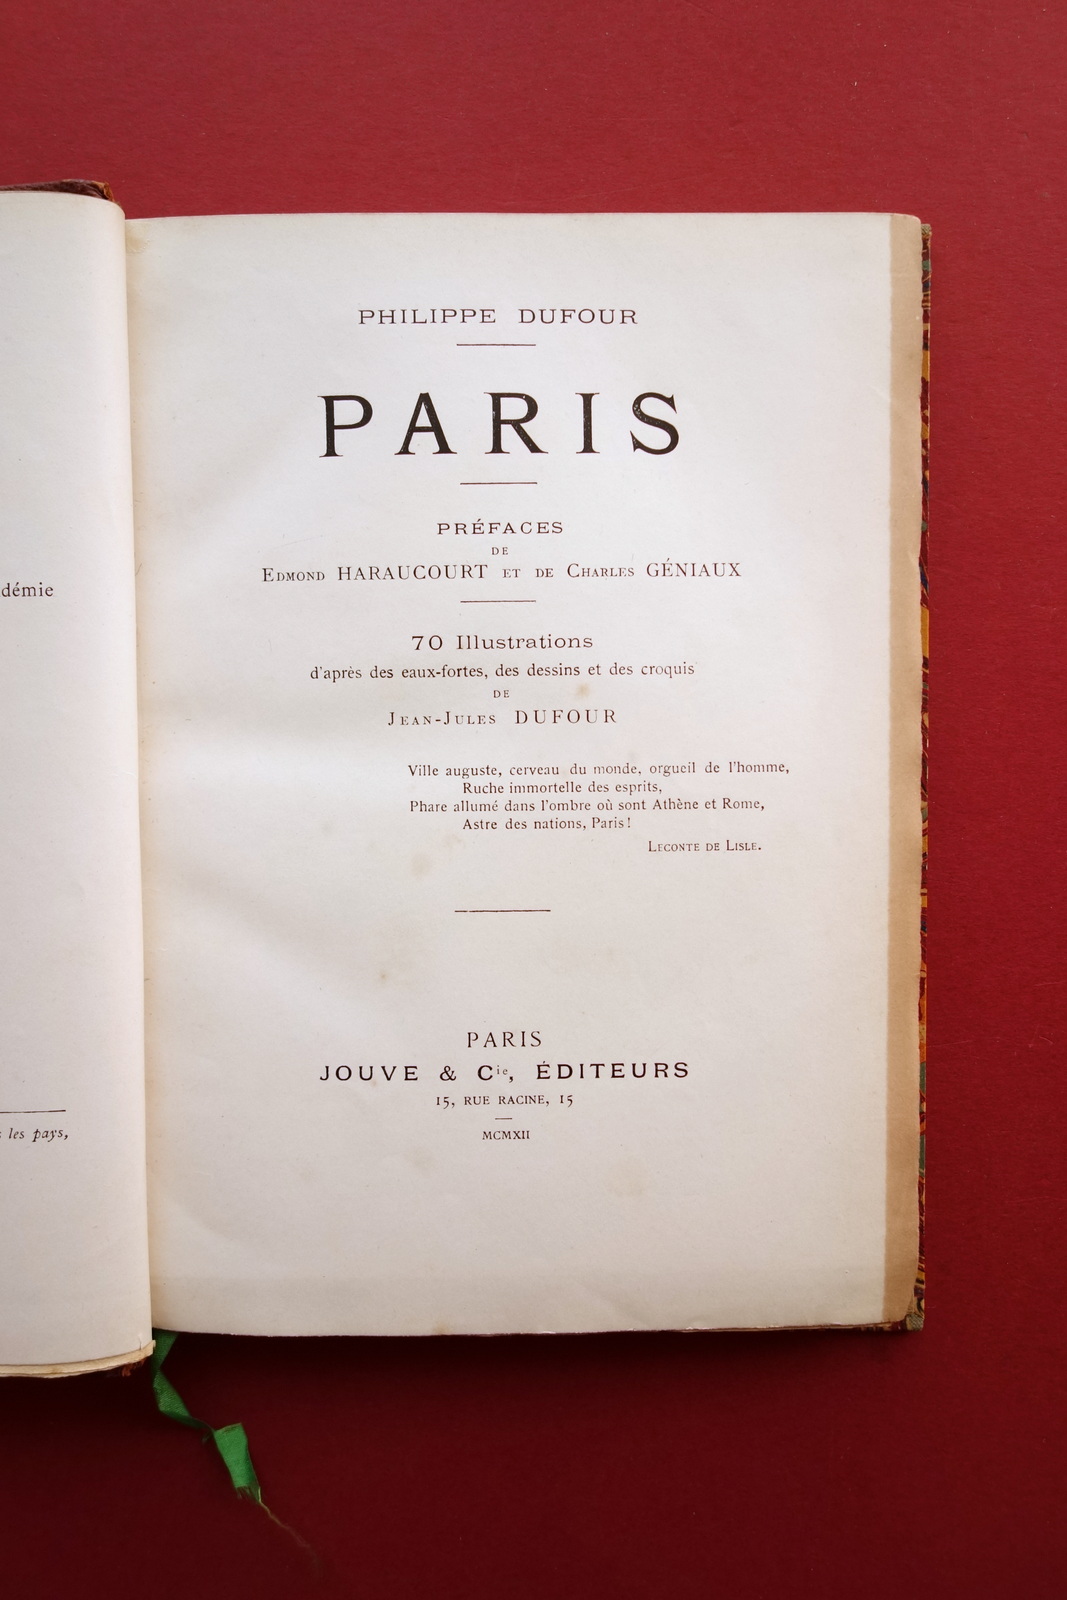 démie
les pays,
PHILIPPE DUFOUR
PARIS
PRÉFACES
DE
EDMOND HARAUCOURT ET DE CHARLES GÉNIAUX
70 Illustrations
d'après des eaux-fortes, des dessins et des croquis
DE
JEAN-JULES DUFOUR
Ville auguste, cerveau du monde, orgueil de l'homme,
Ruche immortelle des esprits,
Phare allumé dans l'ombre où sont Athène et Rome,
Astre des nations, Paris!
LECONTE DE LISLE.
PARIS
JOUVE & Cie, ÉDITEURS
15, RUE RACINE, 15
MCMXII